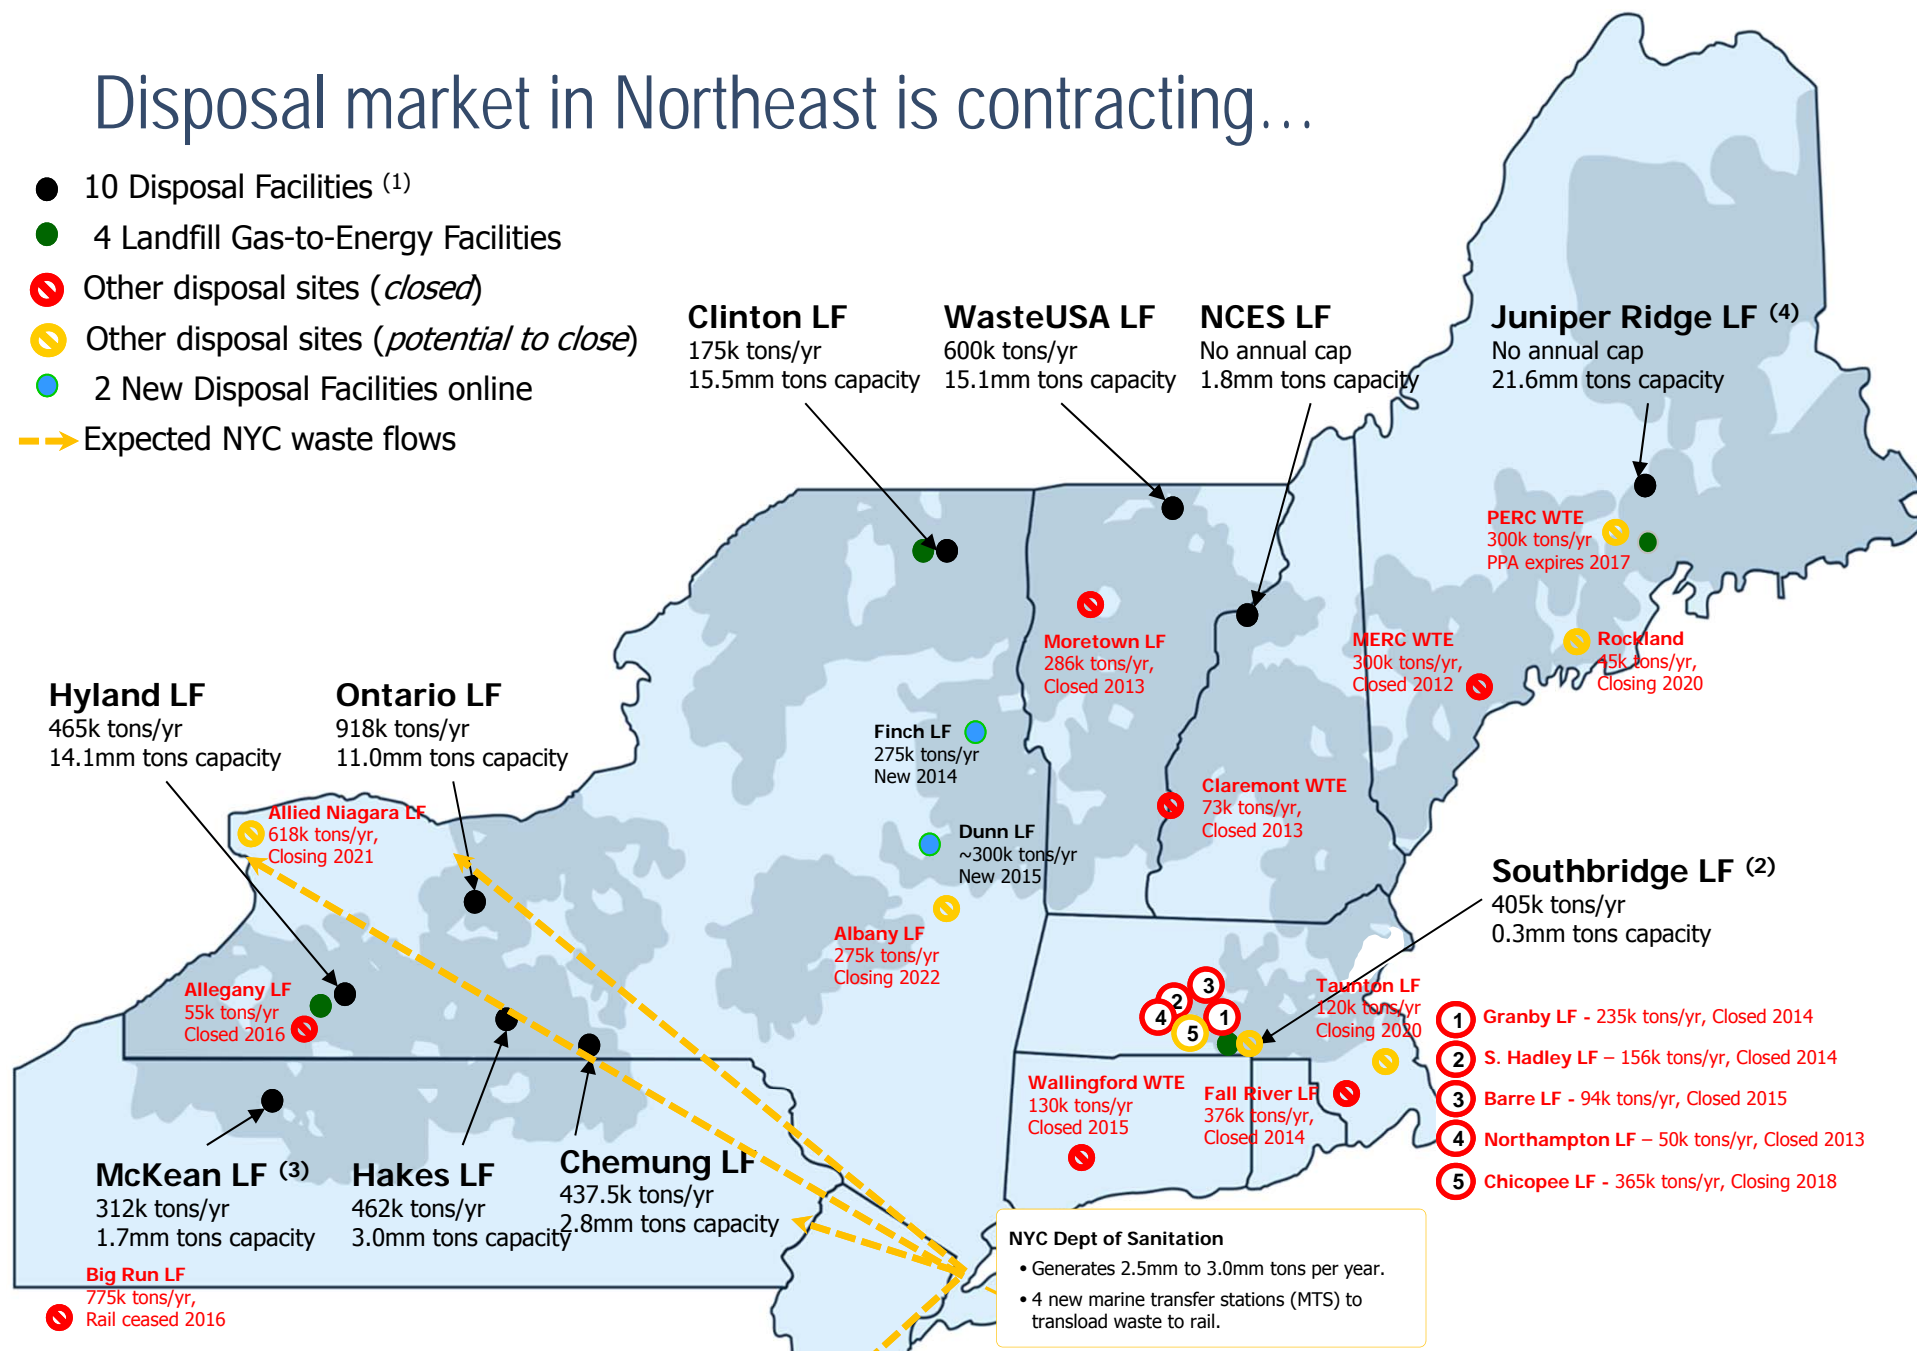 Disposal market in Northeast is contracting…
10 Disposal Facilities (1)
4 Landfill Gas-to-Energy Facilities
Other disposal sites (closed)
Other disposal sites (potential to close)
2 New Disposal Facilities online
Expected NYC waste flows
Clinton LF
175k tons/yr
15.5mm tons capacity
WasteUSA LF
600k tons/yr
15.1mm tons capacity
NCES LF
No annual cap
1.8mm tons capacity
Juniper Ridge LF (4)
No annual cap
21.6mm tons capacity
PERC WTE
300k tons/yr
PPA expires 2017
Moretown LF
286k tons/yr,
Closed 2013
MERC WTE
300k tons/yr,
Closed 2012
Rockland
45k tons/yr,
Closing 2020
Hyland LF
465k tons/yr
14.1mm tons capacity
Ontario LF
918k tons/yr
11.0mm tons capacity
Finch LF
275k tons/yr
New 2014
Allied Niagara LF
618k tons/yr,
Closing 2021
Claremont WTE
73k tons/yr,
Closed 2013
Dunn LF
~300k tons/yr
New 2015
Southbridge LF (2)
405k tons/yr
0.3mm tons capacity
Albany LF
275k tons/yr
Closing 2022
Allegany LF
55k tons/yr
Closed 2016
3
2
4
1
5
Taunton LF
120k tons/yr
Closing 2020
1 Granby LF - 235k tons/yr, Closed 2014
2 S. Hadley LF – 156k tons/yr, Closed 2014
3 Barre LF - 94k tons/yr, Closed 2015
4 Northampton LF – 50k tons/yr, Closed 2013
5 Chicopee LF - 365k tons/yr, Closing 2018
Wallingford WTE
130k tons/yr
Closed 2015
Fall River LF
376k tons/yr,
Closed 2014
McKean LF (3)
312k tons/yr
1.7mm tons capacity
Hakes LF
462k tons/yr
3.0mm tons capacity
Chemung LF
437.5k tons/yr
2.8mm tons capacity
Big Run LF
775k tons/yr,
Rail ceased 2016
NYC Dept of Sanitation
• Generates 2.5mm to 3.0mm tons per year.
• 4 new marine transfer stations (MTS) to
transload waste to rail.